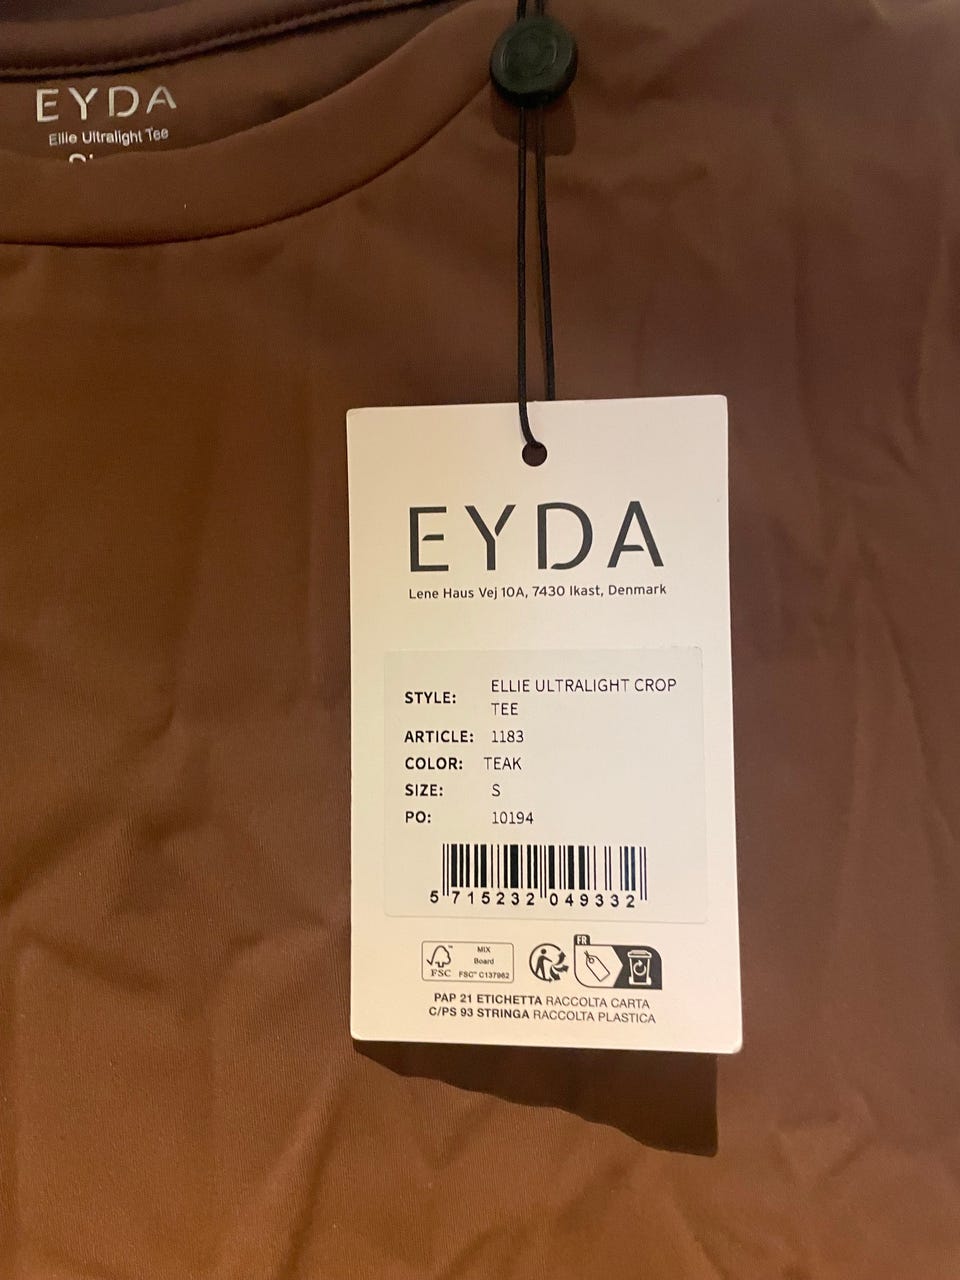 EYDA
Ellie Ultralight Tee
EYDA
Lene Haus Vej 10A, 7430 Ikast, Denmark
STYLE: ELLIE ULTRALIGHT CROP
TEE
ARTICLE: 1183
COLOR: TEAK
SIZE: S
PO: 10194
5 715232 049332
FR
MIX
Board
FSC FSC™ C137982
PAP 21 ETICHETTA RACCOLTA CARTA
C/PS 93 STRINGA RACCOLTA PLASTICA